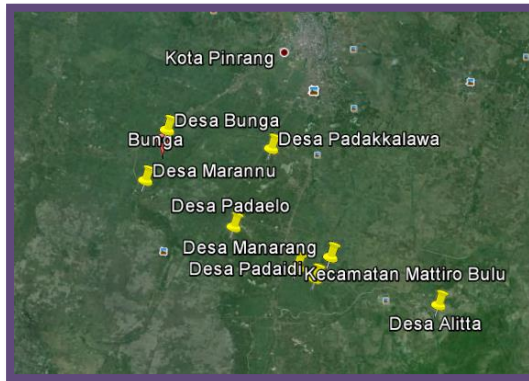 Kota Pinrang
Desa Bunga
Bunga
Desa Padakkalawa
Desa Marannu
Desa Padaelo
Desa Manarang
Desa Padaidi
Kecamatan Mattiro Bulu
Desa Alitta